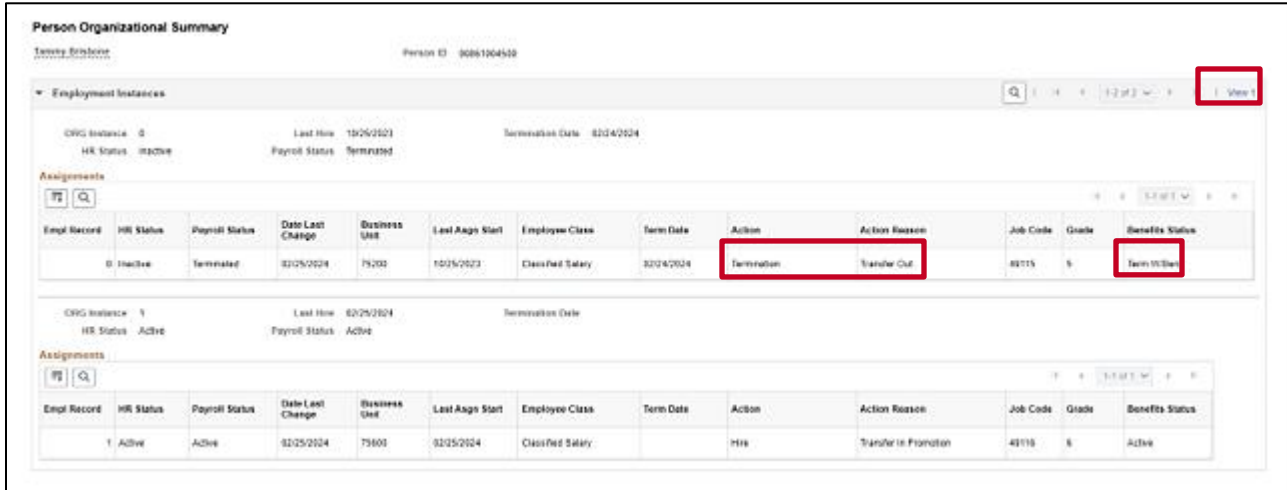 Person Organizational Summary
Tammy Brisbone Person ID 00861004500
Employment Instances 1-2 of 2 View 1
ORG Instance 0 Last Hire 10/25/2023 Termination Date 02/24/2024
HR Status Inactive Payroll Status Terminated
Assignments
1-1 of 1
Empl Record HR Status Payroll Status Date Last Change Business Unit Last Asgn Start Employee Class Term Date Action Action Reason Job Code Grade Benefits Status
0 Inactive Terminated 02/25/2024 75200 10/25/2023 Classified Salary 02/24/2024 Termination Transfer Out 5 Term W/Ben
ORG Instance 1 Last Hire 02/25/2024 Termination Date
HR Status Active Payroll Status Active
Assignments
1-1 of 1
Empl Record HR Status Payroll Status Date Last Change Business Unit Last Asgn Start Employee Class Term Date Action Action Reason Job Code Grade Benefits Status
1 Active Active 02/25/2024 75600 02/25/2024 Classified Salary Hire Transfer In Promotion Active